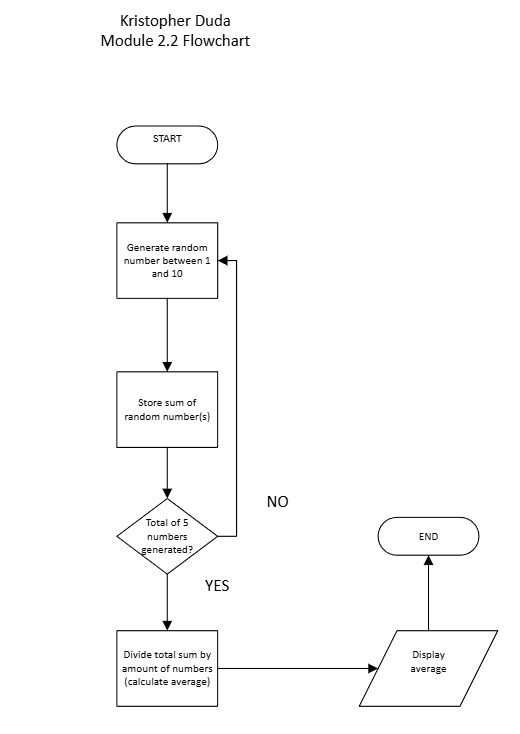 Kristopher Duda
Module 2.2 Flowchart
START
Generate random
number between 1
and 10
Store sum of
random number(s)
Total of 5
numbers
generated?
NO
YES
Divide total sum by
amount of numbers
(calculate average)
Display
average
END